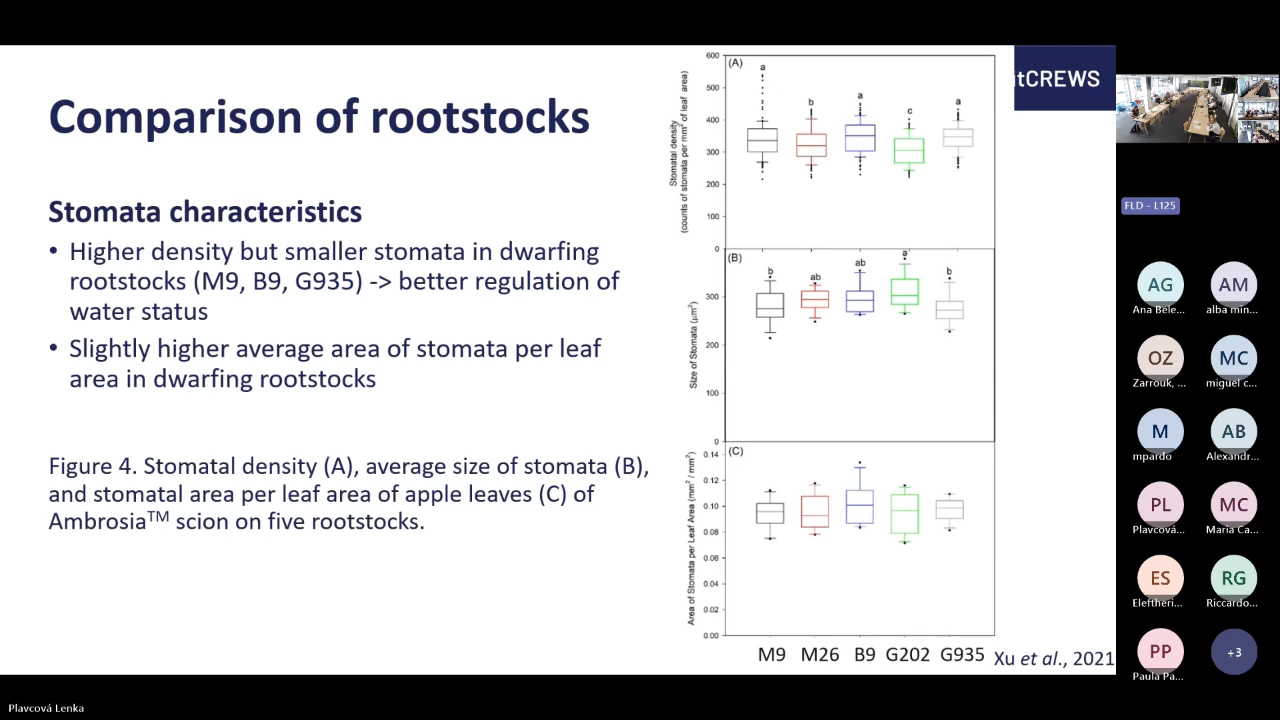 Comparison of rootstocks
Stomata characteristics
• Higher density but smaller stomata in dwarfing
rootstocks (M9, B9, G935) -> better regulation of
water status
• Slightly higher average area of stomata per leaf
area in dwarfing rootstocks
Figure 4. Stomatal density (A), average size of stomata (B),
and stomatal area per leaf area of apple leaves (C) of
Ambrosia™ scion on five rootstocks.
Stomatal density
(counts of stomata per mm² of leaf area)
600
500
400
300
200
100
0
(A)
a
b
a
c
a
Size of Stomata (μm²)
300
200
100
0
(B)
b
ab
ab
a
b
Area of Stomata per Leaf Area (mm² / mm²)
0.14
0.12
0.10
0.08
0.06
0.04
0.02
0.00
(C)
M9 M26 B9 G202 G935
Xu et al., 2021
itCREWS
FLD - L125
AG
Ana Bele...
AM
alba min...
OZ
Zarrouk, ...
MC
miguel c...
M
mpardo
AB
Alexandr...
PL
Plavcová...
MC
Maria Ca...
ES
Eleftheri...
RG
Riccardo...
PP
Paula Pa...
+3
Plavcová Lenka